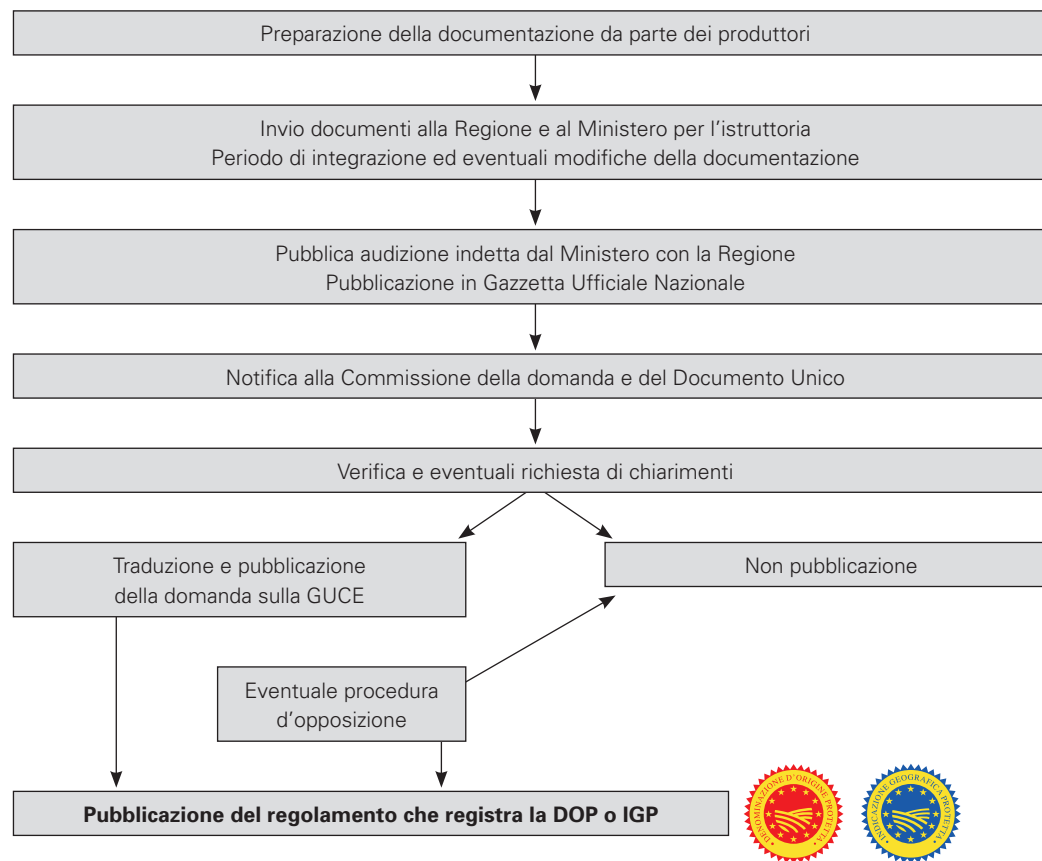 Preparazione della documentazione da parte dei produttori
Invio documenti alla Regione e al Ministero per l'istruttoria
Periodo di integrazione ed eventuali modifiche della documentazione
Pubblica audizione indetta dal Ministero con la Regione
Pubblicazione in Gazzetta Ufficiale Nazionale
Notifica alla Commissione della domanda e del Documento Unico
Verifica e eventuali richiesta di chiarimenti
Traduzione e pubblicazione
della domanda sulla GUCE
Non pubblicazione
Eventuale procedura
d'opposizione
Pubblicazione del regolamento che registra la DOP o IGP
DENOMINAZIONE D'ORIGINE PROTETTA
INDICAZIONE GEOGRAFICA PROTETTA